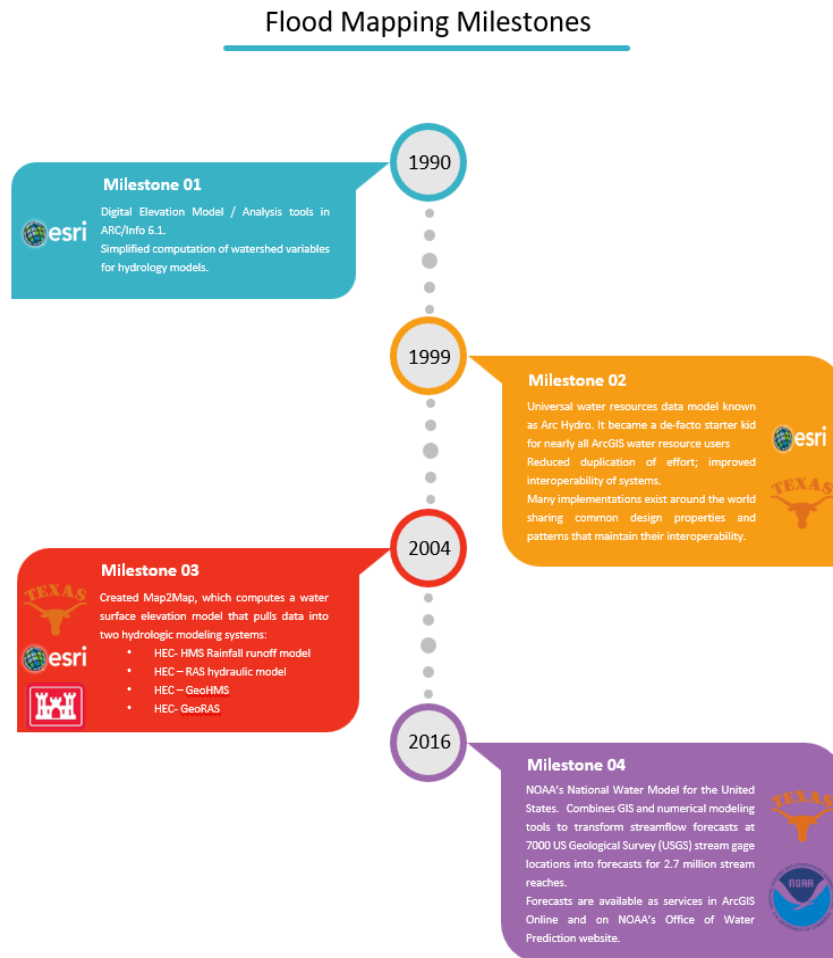 Flood Mapping Milestones
1990
Milestone 01
Digital Elevation Model / Analysis tools in
ARC/Info 6.1.
Simplified computation of watershed variables
for hydrology models.
esri
1999
Milestone 02
Universal water resources data model known
as Arc Hydro. It became a de-facto starter kid
for nearly all ArcGIS water resource users
Reduced duplication of effort; improved
interoperability of systems.
Many implementations exist around the world
sharing common design properties and
patterns that maintain their interoperability.
esri
TEXAS
2004
Milestone 03
Created Map2Map, which computes a water
surface elevation model that pulls data into
two hydrologic modeling systems:
• HEC- HMS Rainfall runoff model
• HEC – RAS hydraulic model
• HEC – GeoHMS
• HEC- GeoRAS
TEXAS
esri
2016
Milestone 04
NOAA's National Water Model for the United
States. Combines GIS and numerical modeling
tools to transform streamflow forecasts at
7000 US Geological Survey (USGS) stream gage
locations into forecasts for 2.7 million stream
reaches.
Forecasts are available as services in ArcGIS
Online and on NOAA's Office of Water
Prediction website.
TEXAS
NOAA